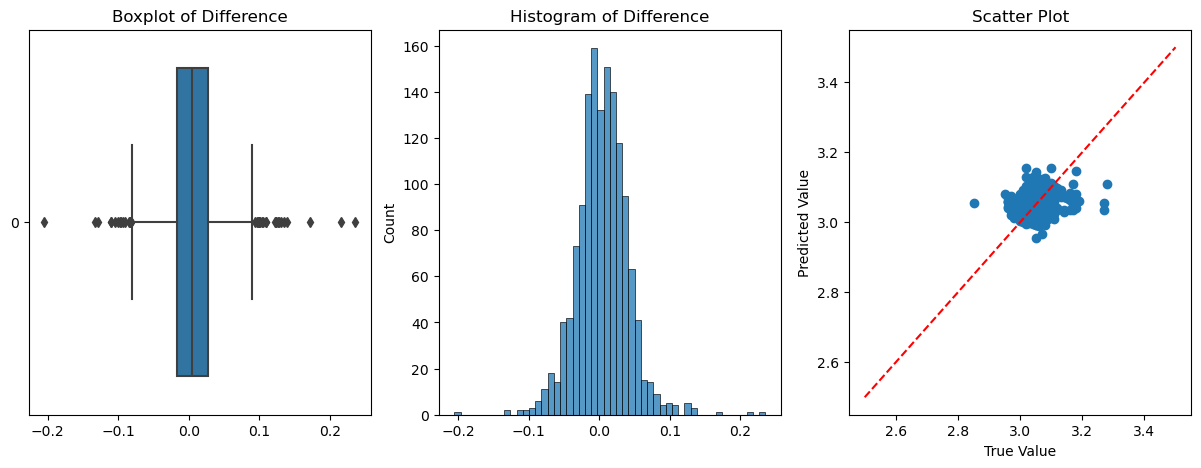 Boxplot of Difference
0
−0.2 −0.1 0.0 0.1 0.2
Histogram of Difference
Count
160
140
120
100
80
60
40
20
0
−0.2 −0.1 0.0 0.1 0.2
Scatter Plot
Predicted Value
3.4
3.2
3.0
2.8
2.6
2.6 2.8 3.0 3.2 3.4
True Value